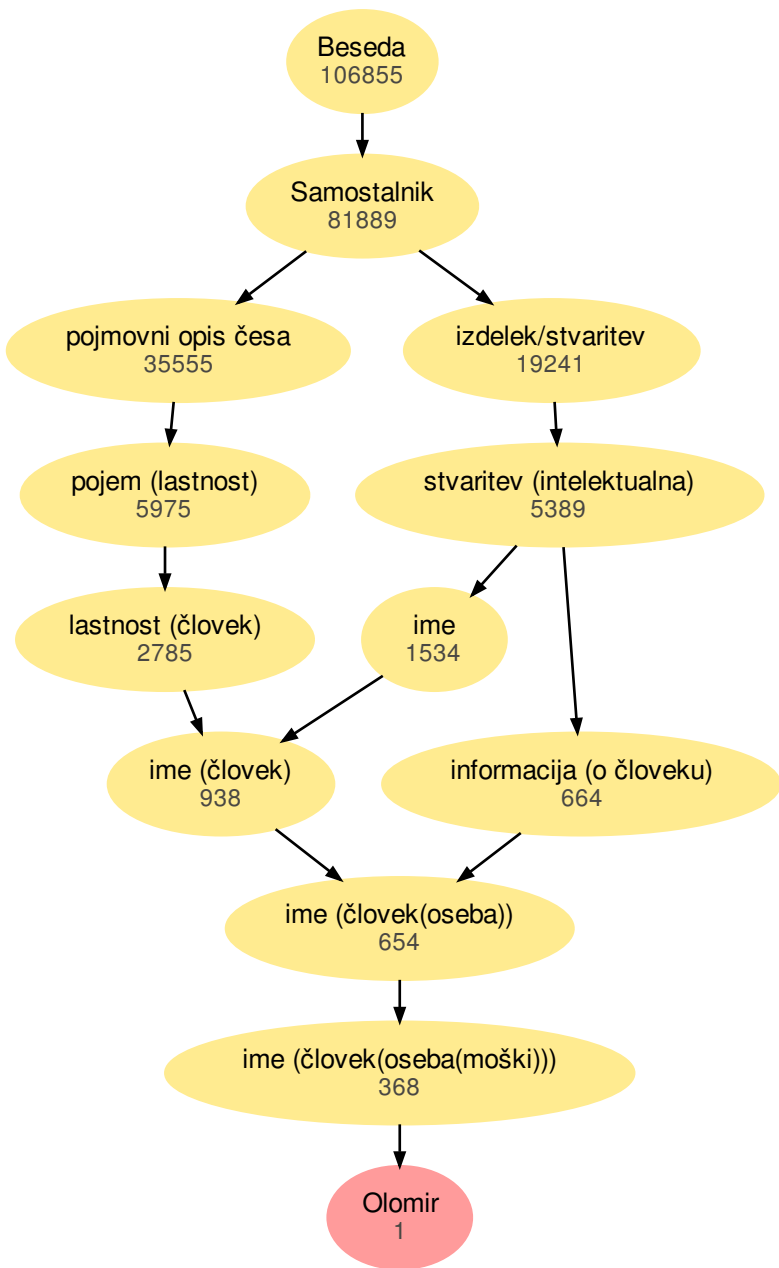 Beseda
106855
Samostalnik
81889
pojmovni opis česa
35555
izdelek/stvaritev
19241
pojem (lastnost)
5975
stvaritev (intelektualna)
5389
lastnost (človek)
2785
ime
1534
ime (človek)
938
informacija (o človeku)
664
ime (človek(oseba))
654
ime (človek(oseba(moški)))
368
Olomir
1